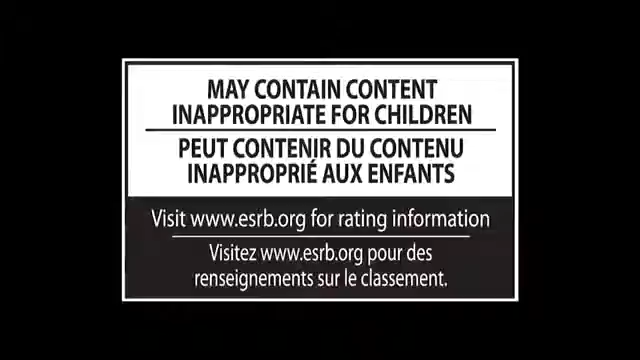 MAY CONTAIN CONTENT
INAPPROPRIATE FOR CHILDREN
PEUT CONTENIR DU CONTENU
INAPPROPRIÉ AUX ENFANTS
Visit www.esrb.org for rating information
Visitez www.esrb.org pour des
renseignements sur le classement.